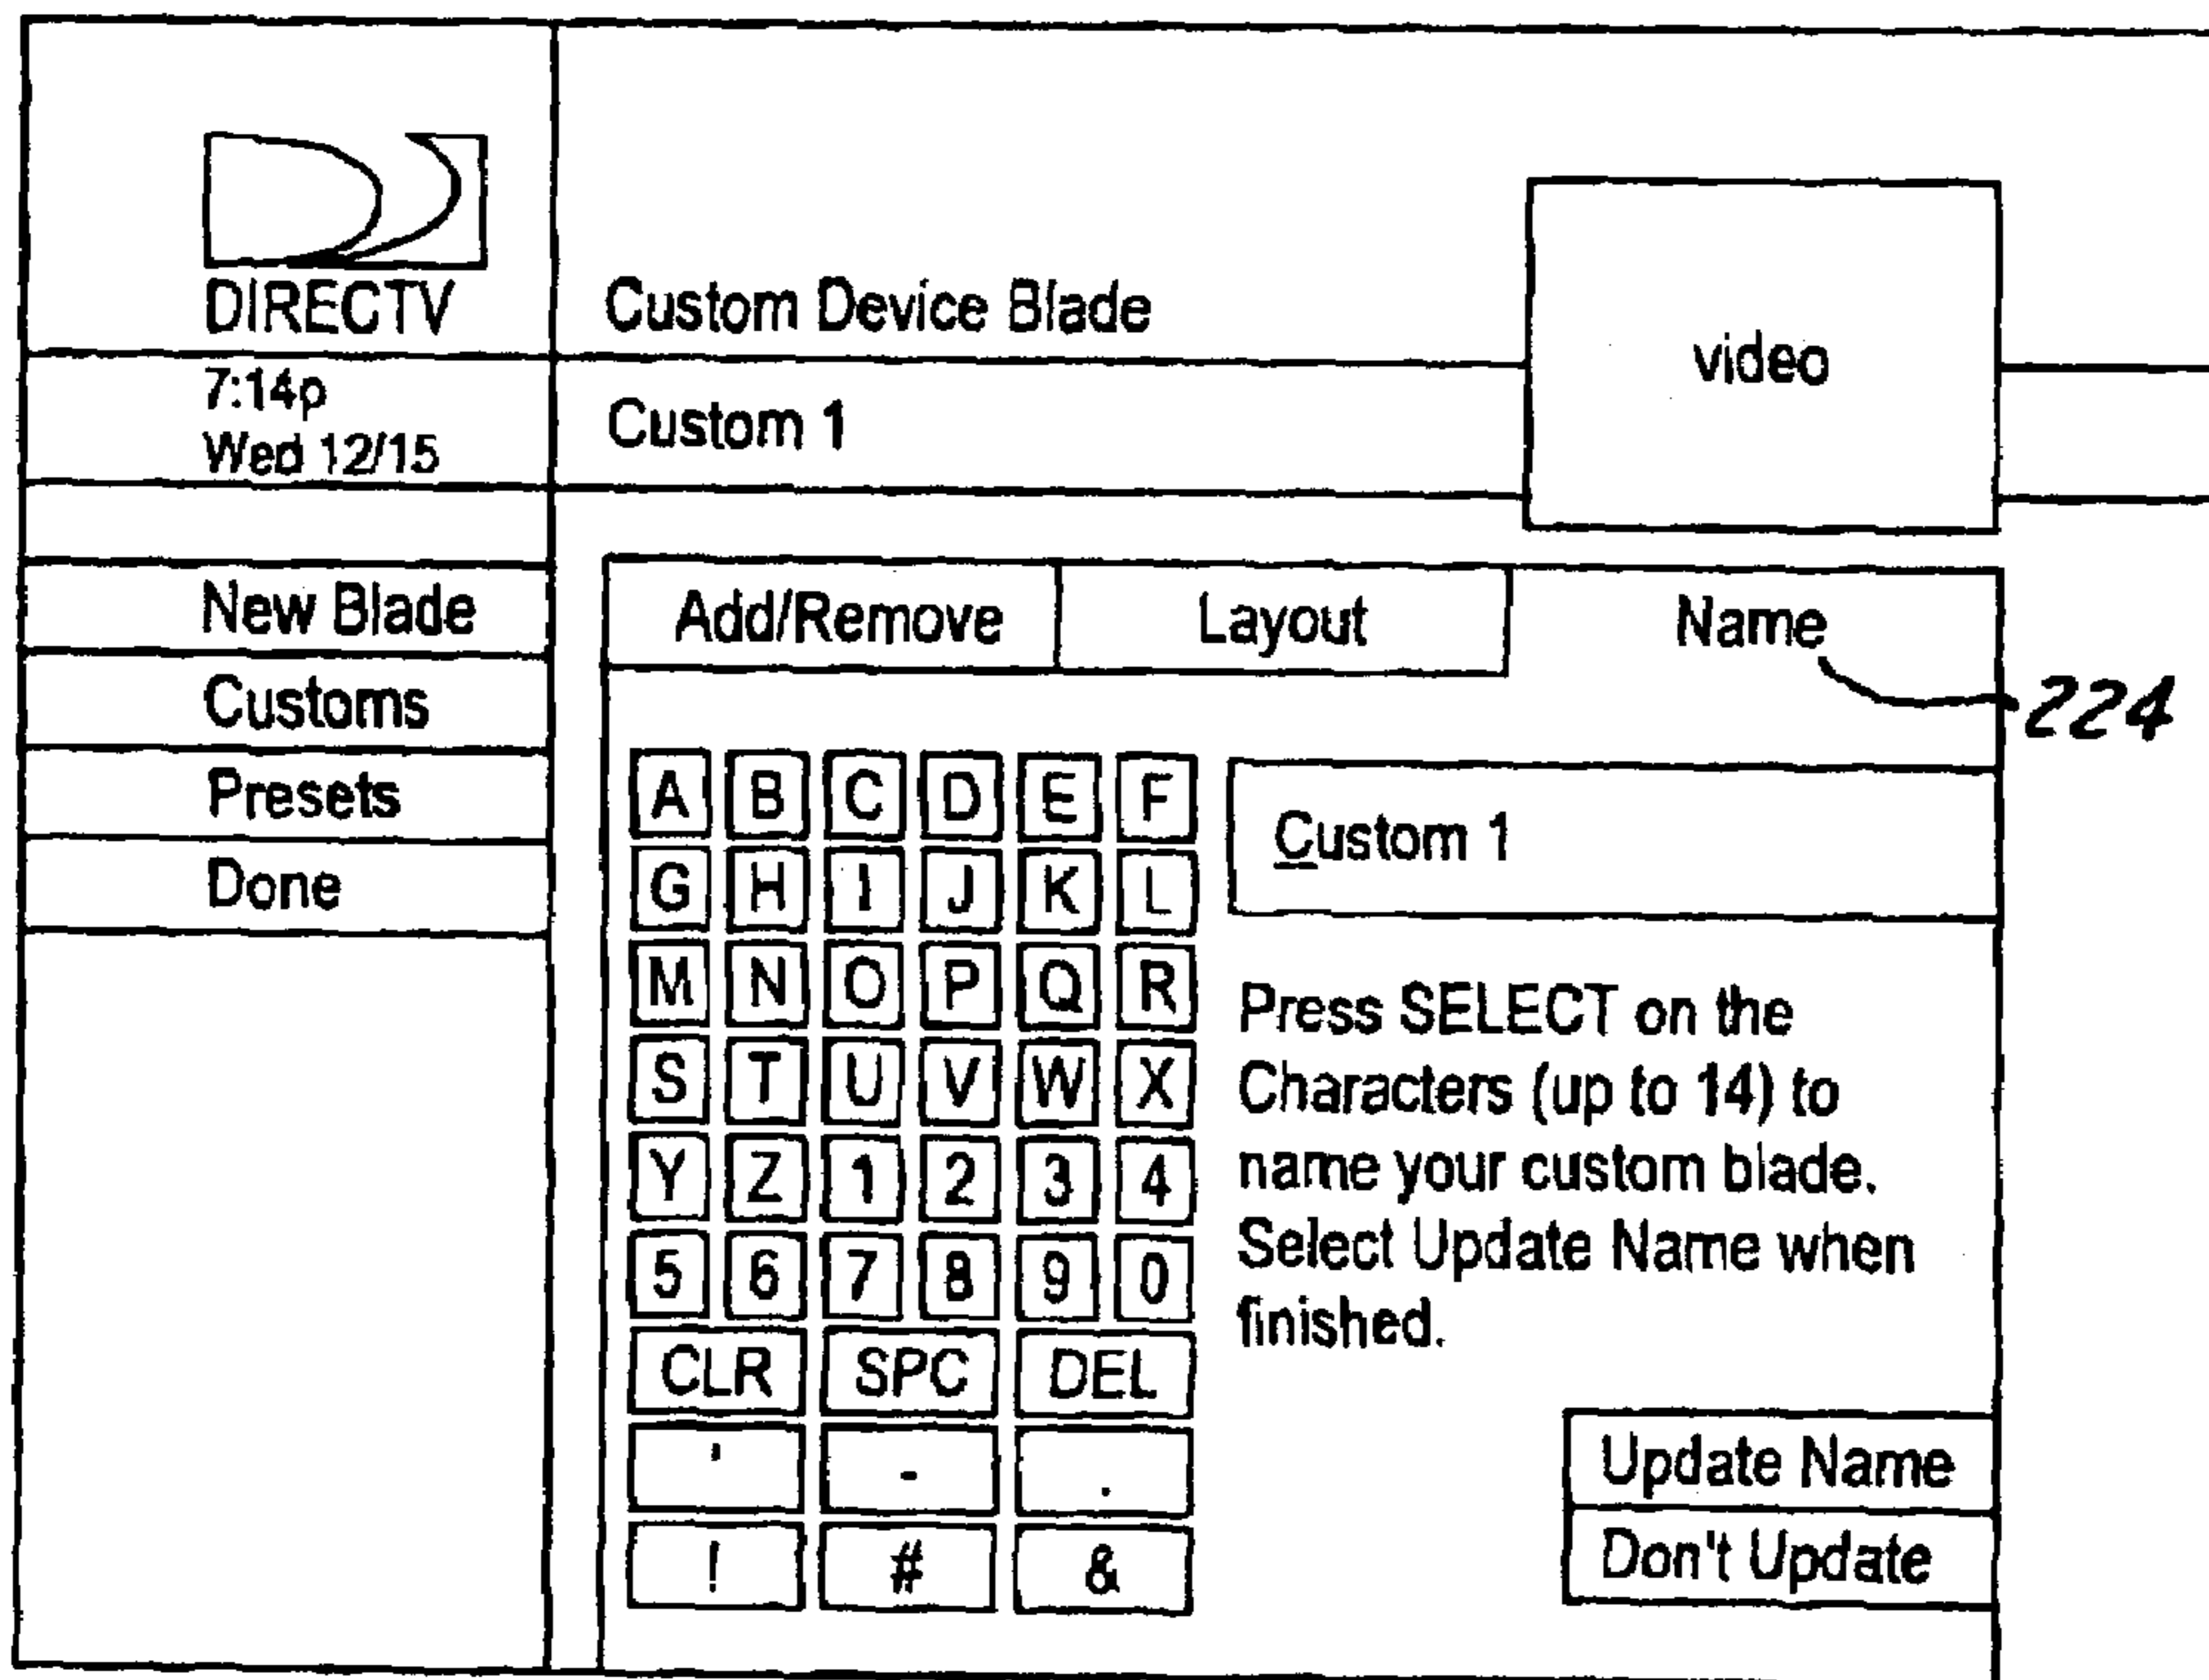 DIRECTV
Custom Device Blade
video
7:14p
Wed 12/15
Custom 1
New Blade
Customs
Presets
Done
Add/Remove Layout Name
224
A B C D E F
G H I J K L
M N O P Q R
S T U V W X
Y Z 1 2 3 4
5 6 7 8 9 0
CLR SPC DEL
' - .
! # &
Custom 1
Press SELECT on the
Characters (up to 14) to
name your custom blade.
Select Update Name when
finished.
Update Name
Don't Update